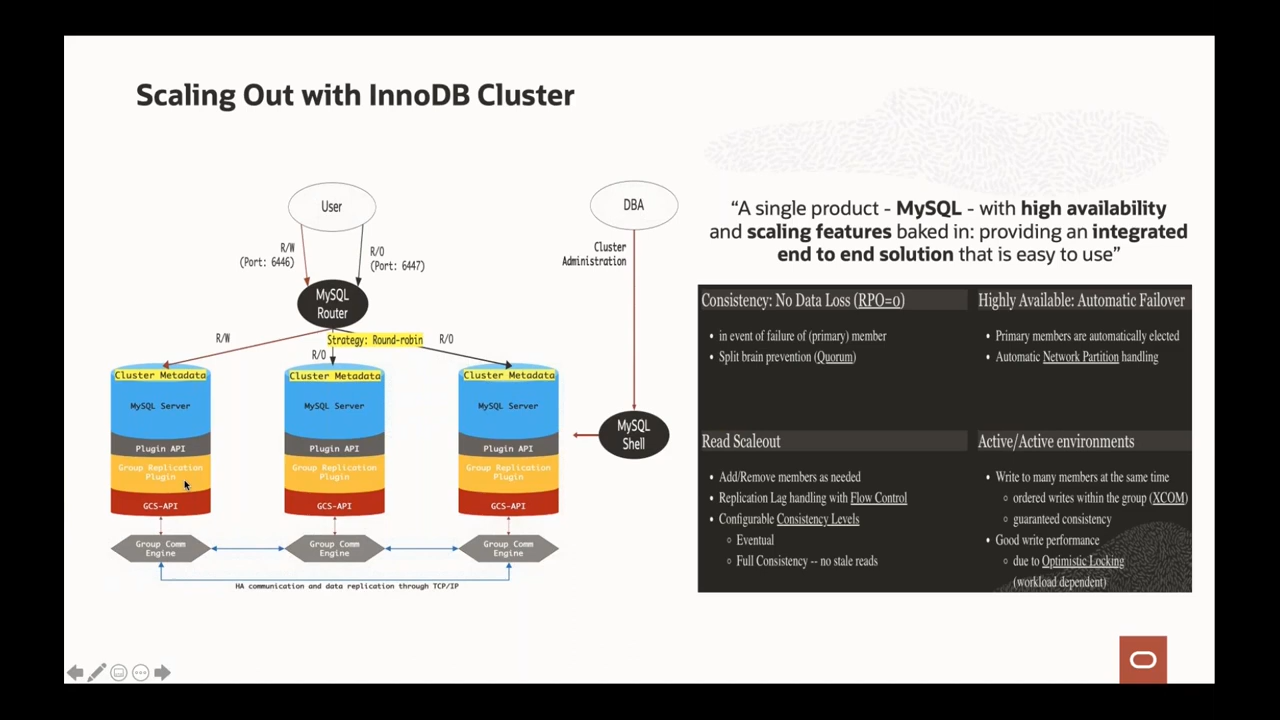 Scaling Out with InnoDB Cluster
User
DBA
R/W
(Port: 6446)
R/O
(Port: 6447)
Cluster
Administration
MySQL
Router
R/W
Strategy: Round-robin
R/O
R/O
Cluster Metadata
MySQL Server
Plugin API
Group Replication
Plugin
GCS-API
Group Comm
Engine
Cluster Metadata
MySQL Server
Plugin API
Group Replication
Plugin
GCS-API
Group Comm
Engine
Cluster Metadata
MySQL Server
Plugin API
Group Replication
Plugin
GCS-API
Group Comm
Engine
MySQL
Shell
HA communication and data replication through TCP/IP
“A single product - MySQL - with high availability
and scaling features baked in: providing an integrated
end to end solution that is easy to use”
Consistency: No Data Loss (RPO=0)
• in event of failure of (primary) member
• Split brain prevention (Quorum)
Highly Available: Automatic Failover
• Primary members are automatically elected
• Automatic Network Partition handling
Read Scaleout
• Add/Remove members as needed
• Replication Lag handling with Flow Control
• Configurable Consistency Levels
○ Eventual
○ Full Consistency -- no stale reads
Active/Active environments
• Write to many members at the same time
○ ordered writes within the group (XCOM)
○ guaranteed consistency
• Good write performance
○ due to Optimistic Locking
(workload dependent)